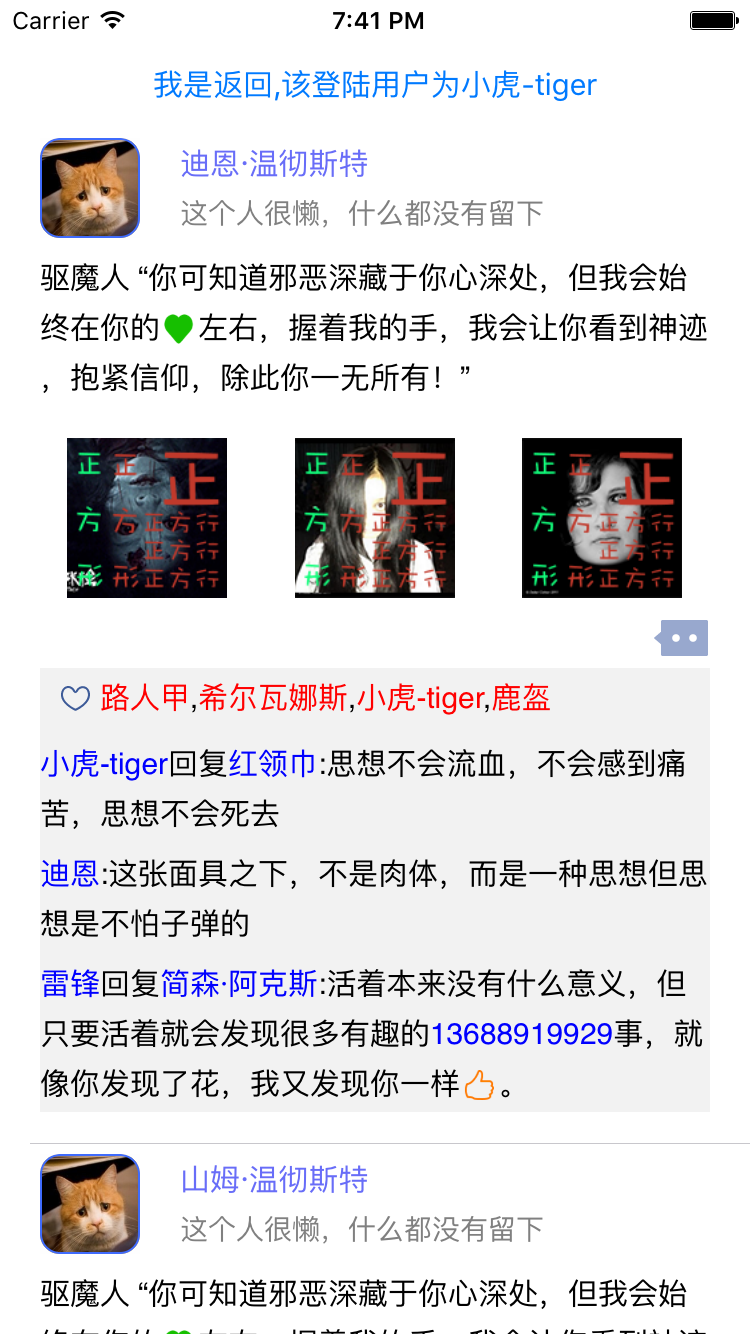 Carrier 7:41 PM
我是返回,该登陆用户为小虎-tiger
迪恩·温彻斯特
这个人很懒，什么都没有留下
驱魔人 “你可知道邪恶深藏于你心深处，但我会始
终在你的💚左右，握着我的手，我会让你看到神迹
，抱紧信仰，除此你一无所有！”
正 正 正
方 方 正方行
正方行
形 形 正方行
正 正 正
方 方 正方行
正方行
形 形 正方行
正 正 正
方 方 正方行
正方行
形 形 正方行
路人甲,希尔瓦娜斯,小虎-tiger,鹿盔
小虎-tiger回复红领巾:思想不会流血，不会感到痛
苦，思想不会死去
迪恩:这张面具之下，不是肉体，而是一种思想但思
想是不怕子弹的
雷锋回复简森·阿克斯:活着本来没有什么意义，但
只要活着就会发现很多有趣的13688919929事，就
像你发现了花，我又发现你一样👍。
山姆·温彻斯特
这个人很懒，什么都没有留下
驱魔人 “你可知道邪恶深藏于你心深处，但我会始